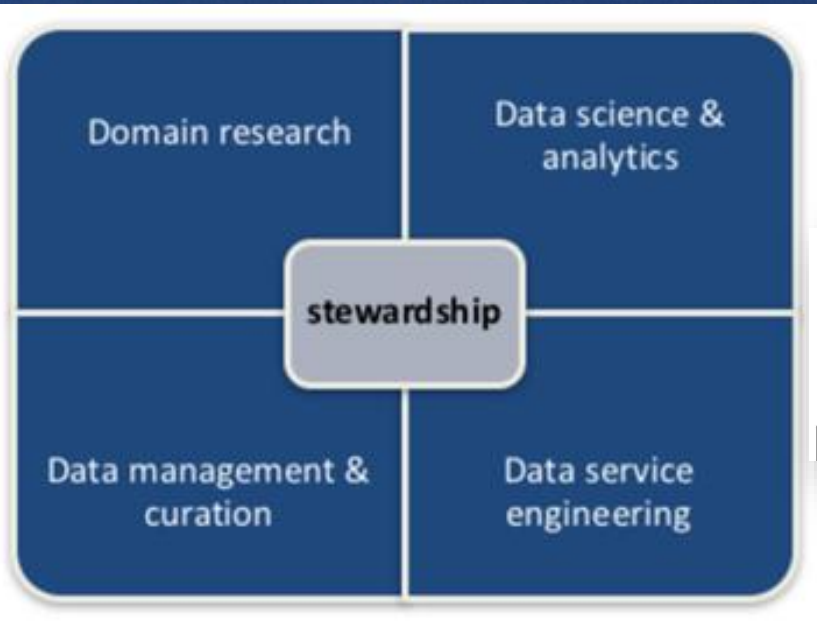 Domain research
Data science &
analytics
stewardship
Data management &
curation
Data service
engineering